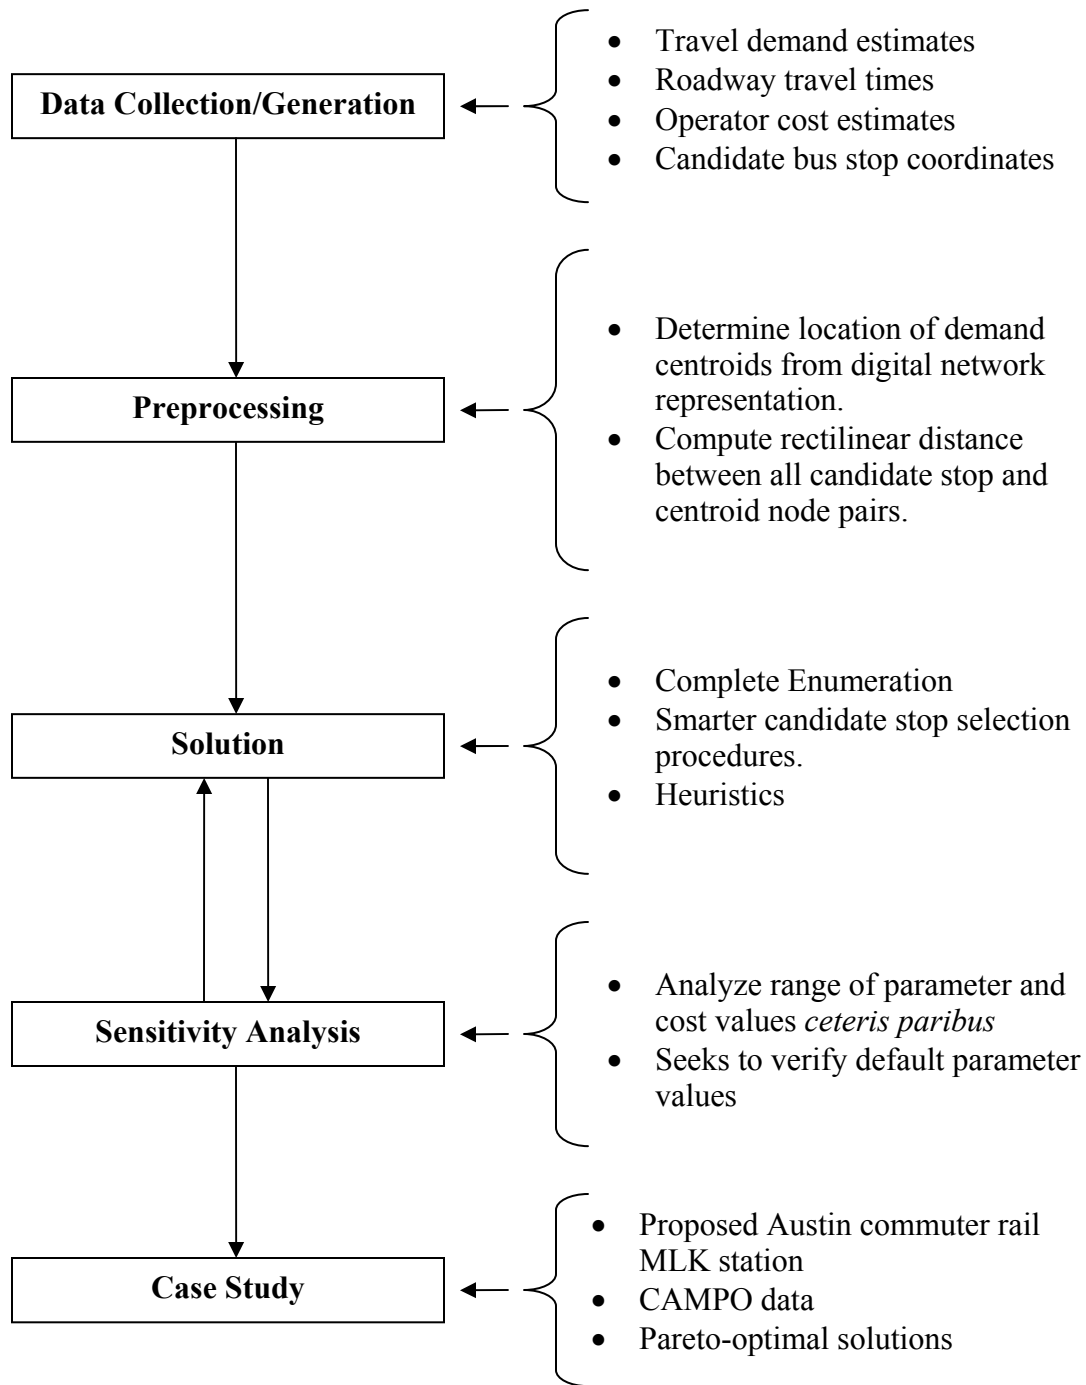 Data Collection/Generation
• Travel demand estimates
• Roadway travel times
• Operator cost estimates
• Candidate bus stop coordinates
Preprocessing
• Determine location of demand
centroids from digital network
representation.
• Compute rectilinear distance
between all candidate stop and
centroid node pairs.
Solution
• Complete Enumeration
• Smarter candidate stop selection
procedures.
• Heuristics
Sensitivity Analysis
• Analyze range of parameter and
cost values ceteris paribus
• Seeks to verify default parameter
values
Case Study
• Proposed Austin commuter rail
MLK station
• CAMPO data
• Pareto-optimal solutions